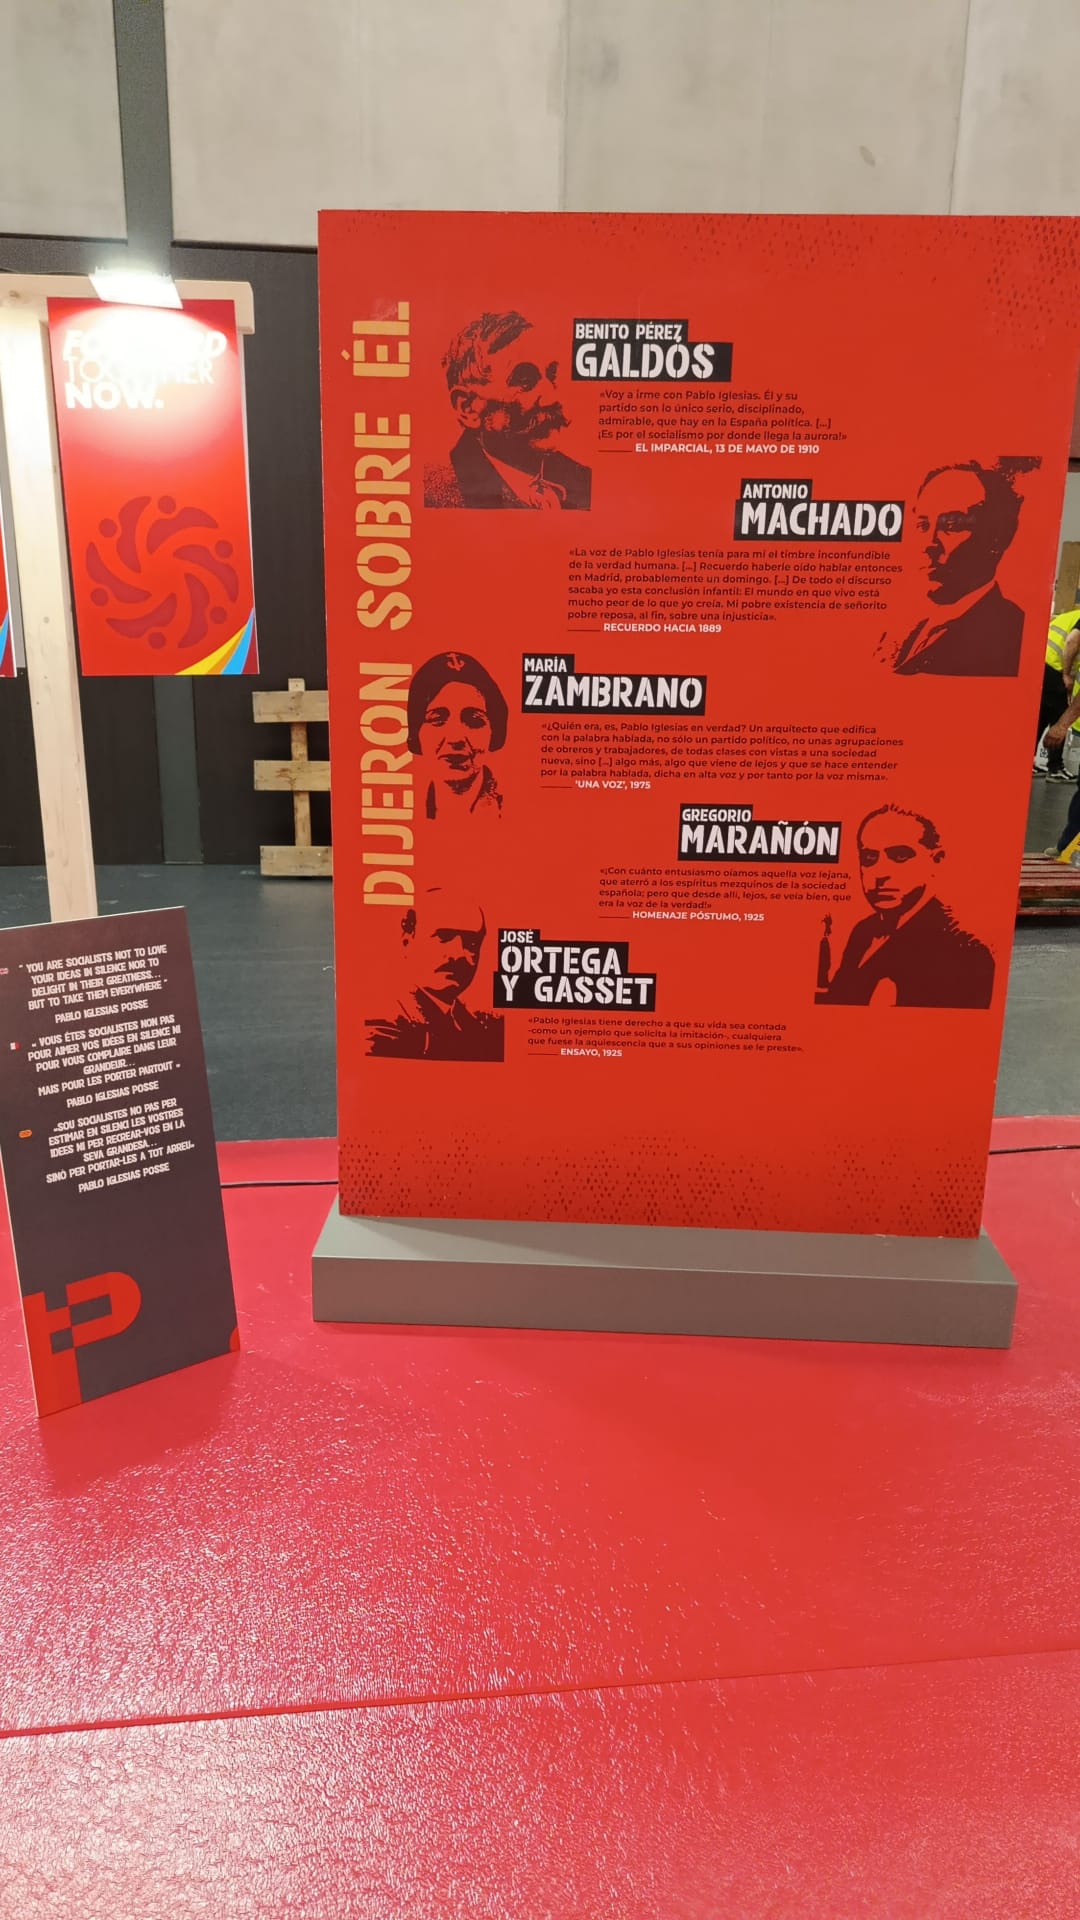 FORWARD
TOGETHER
NOW.
DIJERON SOBRE ÉL
BENITO PÉREZ
GALDÓS
«Voy a irme con Pablo Iglesias. Él y su
partido son lo único serio, disciplinado,
admirable, que hay en la España política. [...]
¡Es por el socialismo por donde llega la aurora!»
EL IMPARCIAL, 13 DE MAYO DE 1910
ANTONIO
MACHADO
«La voz de Pablo Iglesias tenía para mí el timbre inconfundible
de la verdad humana. [...] Recuerdo haberle oído hablar entonces
en Madrid, probablemente un domingo. [...] De todo el discurso
sacaba yo esta conclusión infantil: El mundo en que vivo está
mucho peor de lo que yo creía. Mi pobre existencia de señorito
pobre reposa, al fin, sobre una injusticia».
RECUERDO HACIA 1889
MARÍA
ZAMBRANO
«¿Quién era, es, Pablo Iglesias en verdad? Un arquitecto que edifica
con la palabra hablada, no sólo un partido político, no unas agrupaciones
de obreros y trabajadores, de todas clases con vistas a una sociedad
nueva, sino [...] algo más, algo que viene de lejos y que se hace entender
por la palabra hablada, dicha en alta voz y por tanto por la voz misma».
'UNA VOZ', 1975
GREGORIO
MARAÑÓN
«¡Con cuánto entusiasmo oíamos aquella voz lejana,
que aterró a los espíritus mezquinos de la sociedad
española; pero que desde allí, lejos, se veía bien, que
era la voz de la verdad!»
HOMENAJE PÓSTUMO, 1925
JOSÉ
ORTEGA
Y GASSET
«Pablo Iglesias tiene derecho a que su vida sea contada
-como un ejemplo que solicita la imitación-, cualquiera
que fuese la aquiescencia que a sus opiniones se le preste».
ENSAYO, 1925
" YOU ARE SOCIALISTS NOT TO LOVE
YOUR IDEAS IN SILENCE NOR TO
DELIGHT IN THEIR GREATNESS...
BUT TO TAKE THEM EVERYWHERE "
PABLO IGLESIAS POSSE
« VOUS ÊTES SOCIALISTES NON PAS
POUR AIMER VOS IDÉES EN SILENCE NI
POUR VOUS COMPLAIRE DANS LEUR
GRANDEUR...
MAIS POUR LES PORTER PARTOUT »
PABLO IGLESIAS POSSE
«SOU SOCIALISTES NO PAS PER
ESTIMAR EN SILENCI LES VOSTRES
IDEES NI PER RECREAR-VOS EN LA
SEVA GRANDESA...
SINÓ PER PORTAR-LES A TOT ARREU»
PABLO IGLESIAS POSSE